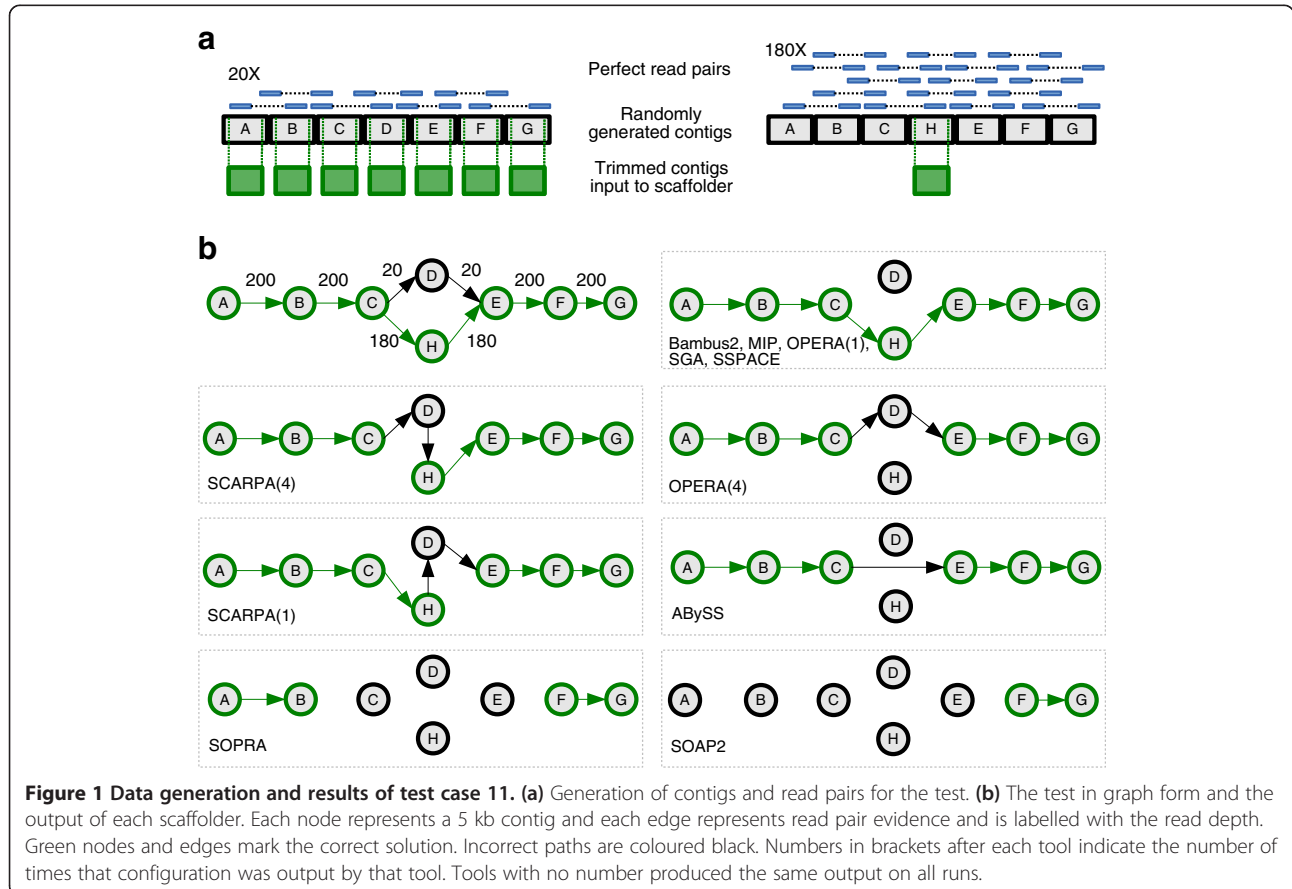 a
20X
Perfect read pairs
180X
Randomly
generated contigs
A B C D E F G
A B C H E F G
Trimmed contigs
input to scaffolder
b
200 200 20 20 200 200
180 180
A B C D H E F G
A B C D H E F G
Bambus2, MIP, OPERA(1),
SGA, SSPACE
A B C D H E F G
SCARPA(4)
A B C D H E F G
OPERA(4)
A B C D H E F G
SCARPA(1)
A B C D H E F G
ABySS
A B C D H E F G
SOPRA
A B C D H E F G
SOAP2
Figure 1 Data generation and results of test case 11. (a) Generation of contigs and read pairs for the test. (b) The test in graph form and the
output of each scaffolder. Each node represents a 5 kb contig and each edge represents read pair evidence and is labelled with the read depth.
Green nodes and edges mark the correct solution. Incorrect paths are coloured black. Numbers in brackets after each tool indicate the number of
times that configuration was output by that tool. Tools with no number produced the same output on all runs.